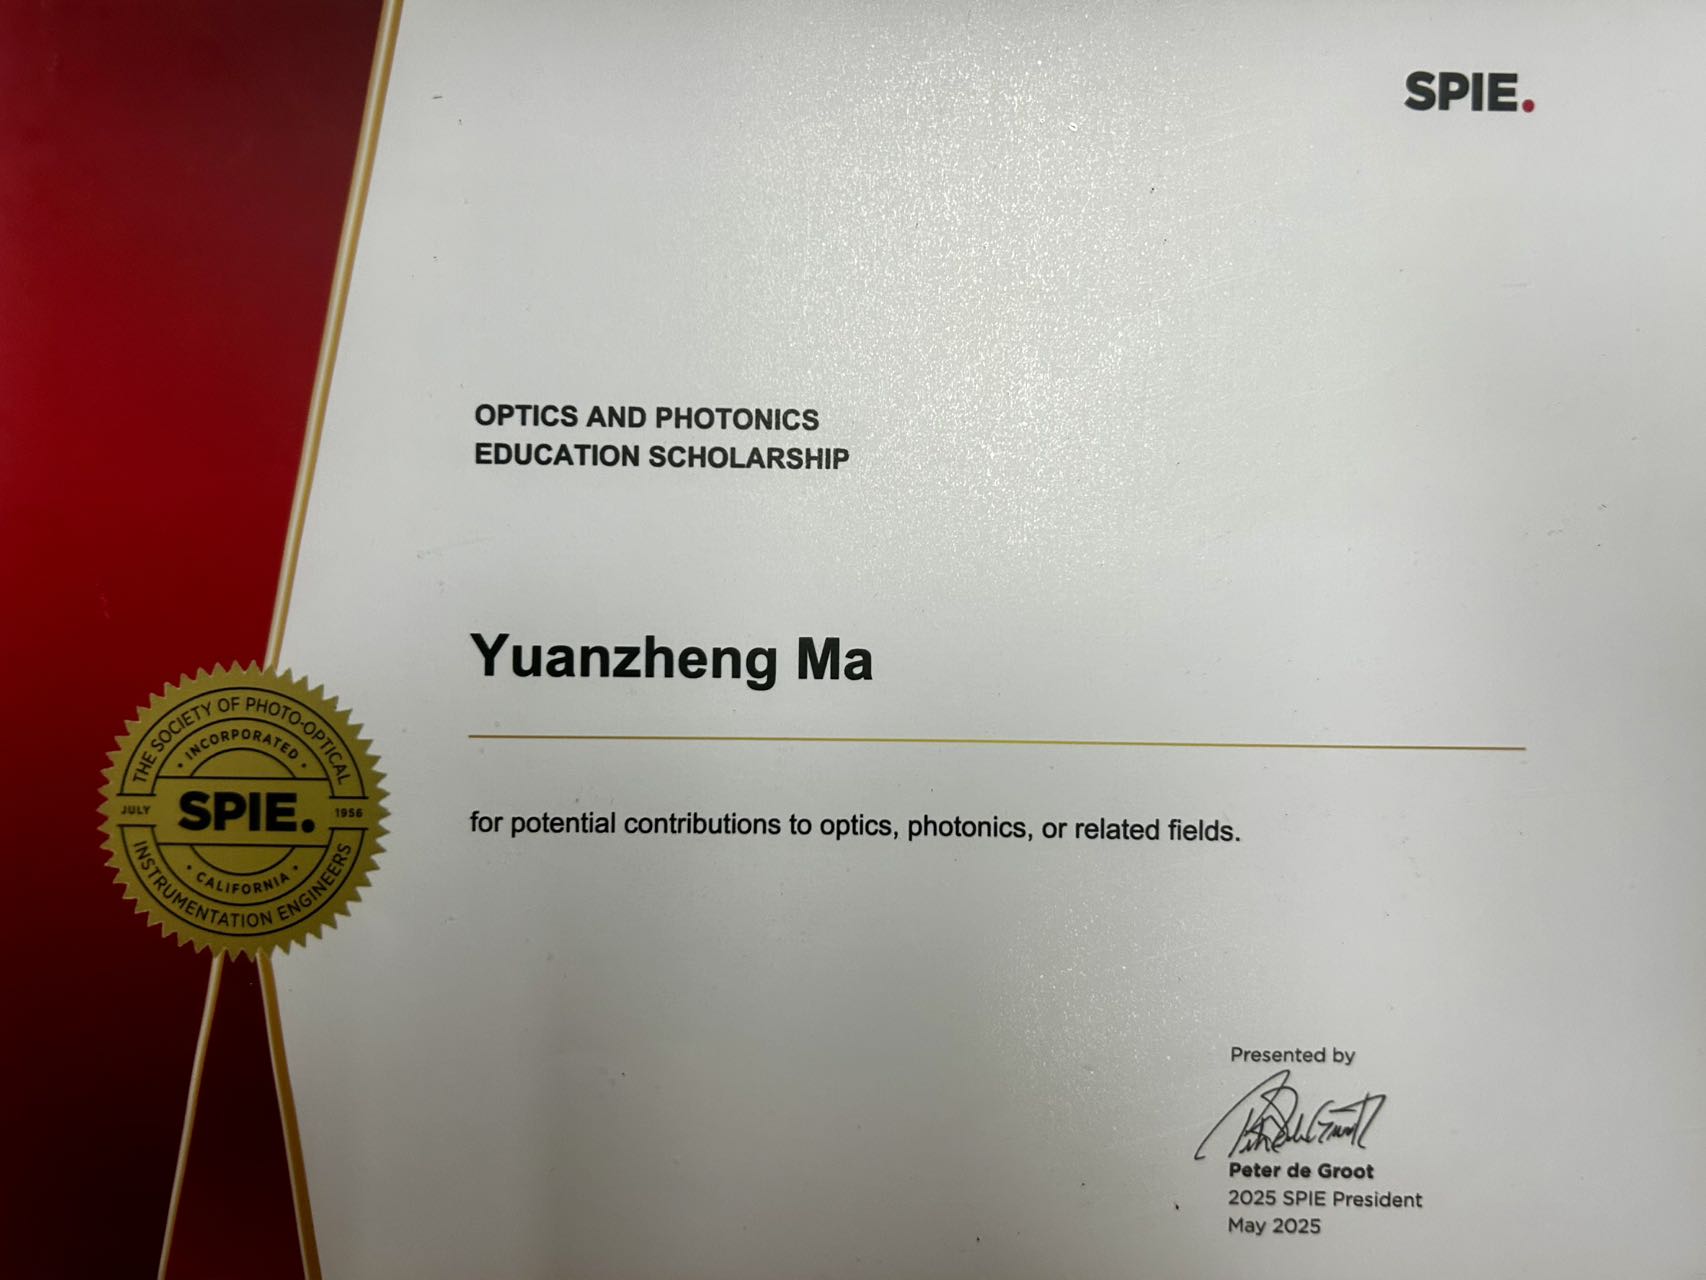 SPIE.
OPTICS AND PHOTONICS
EDUCATION SCHOLARSHIP
Yuanzheng Ma
for potential contributions to optics, photonics, or related fields.
THE SOCIETY OF PHOTO-OPTICAL
INCORPORATED
JULY SPIE. 1956
CALIFORNIA
INSTRUMENTATION ENGINEERS
Presented by
Peter de Groot
Peter de Groot
2025 SPIE President
May 2025